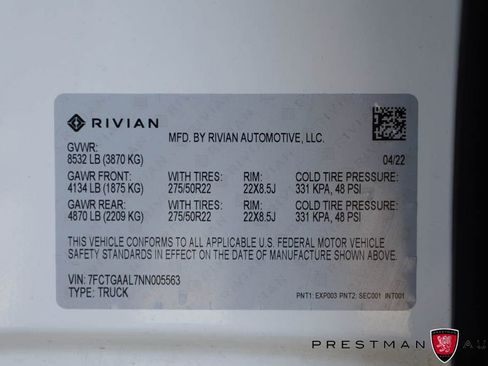 RIVIAN
MFD. BY RIVIAN AUTOMOTIVE, LLC.
GVWR:
8532 LB (3870 KG) 04/22
GAWR FRONT: WITH TIRES: RIM: COLD TIRE PRESSURE:
4134 LB (1875 KG) 275/50R22 22X8.5J 331 KPA, 48 PSI
GAWR REAR: WITH TIRES: RIM: COLD TIRE PRESSURE:
4870 LB (2209 KG) 275/50R22 22X8.5J 331 KPA, 48 PSI
THIS VEHICLE CONFORMS TO ALL APPLICABLE U.S. FEDERAL MOTOR VEHICLE
SAFETY STANDARDS IN EFFECT ON THE DATE OF MANUFACTURE SHOWN ABOVE.
VIN: 7FCTGAAL7NN005563
TYPE: TRUCK
PNT1: EXP003 PNT2: SEC001 INT001
PRESTMAN AU